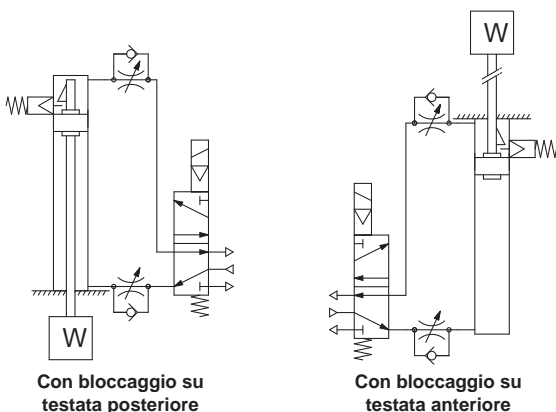 W
W
Con bloccaggio su
testata posteriore
Con bloccaggio su
testata anteriore